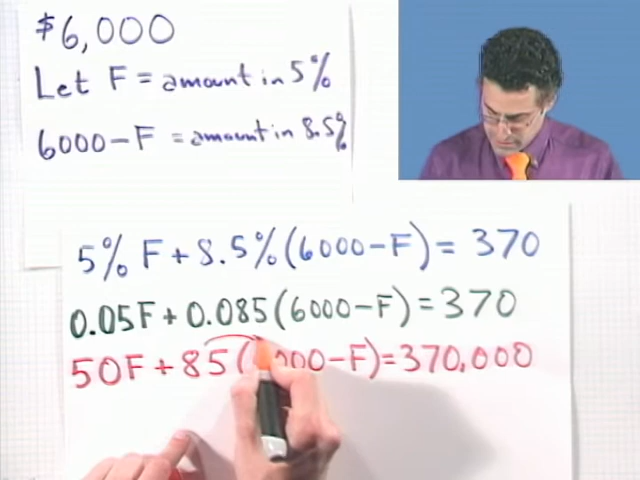 $6,000
Let F = amount in 5%
6000 - F = amount in 8.5%
5% F + 8.5% (6000 - F) = 370
0.05F + 0.085 (6000 - F) = 370
50F + 85 ( 000 - F) = 370,000